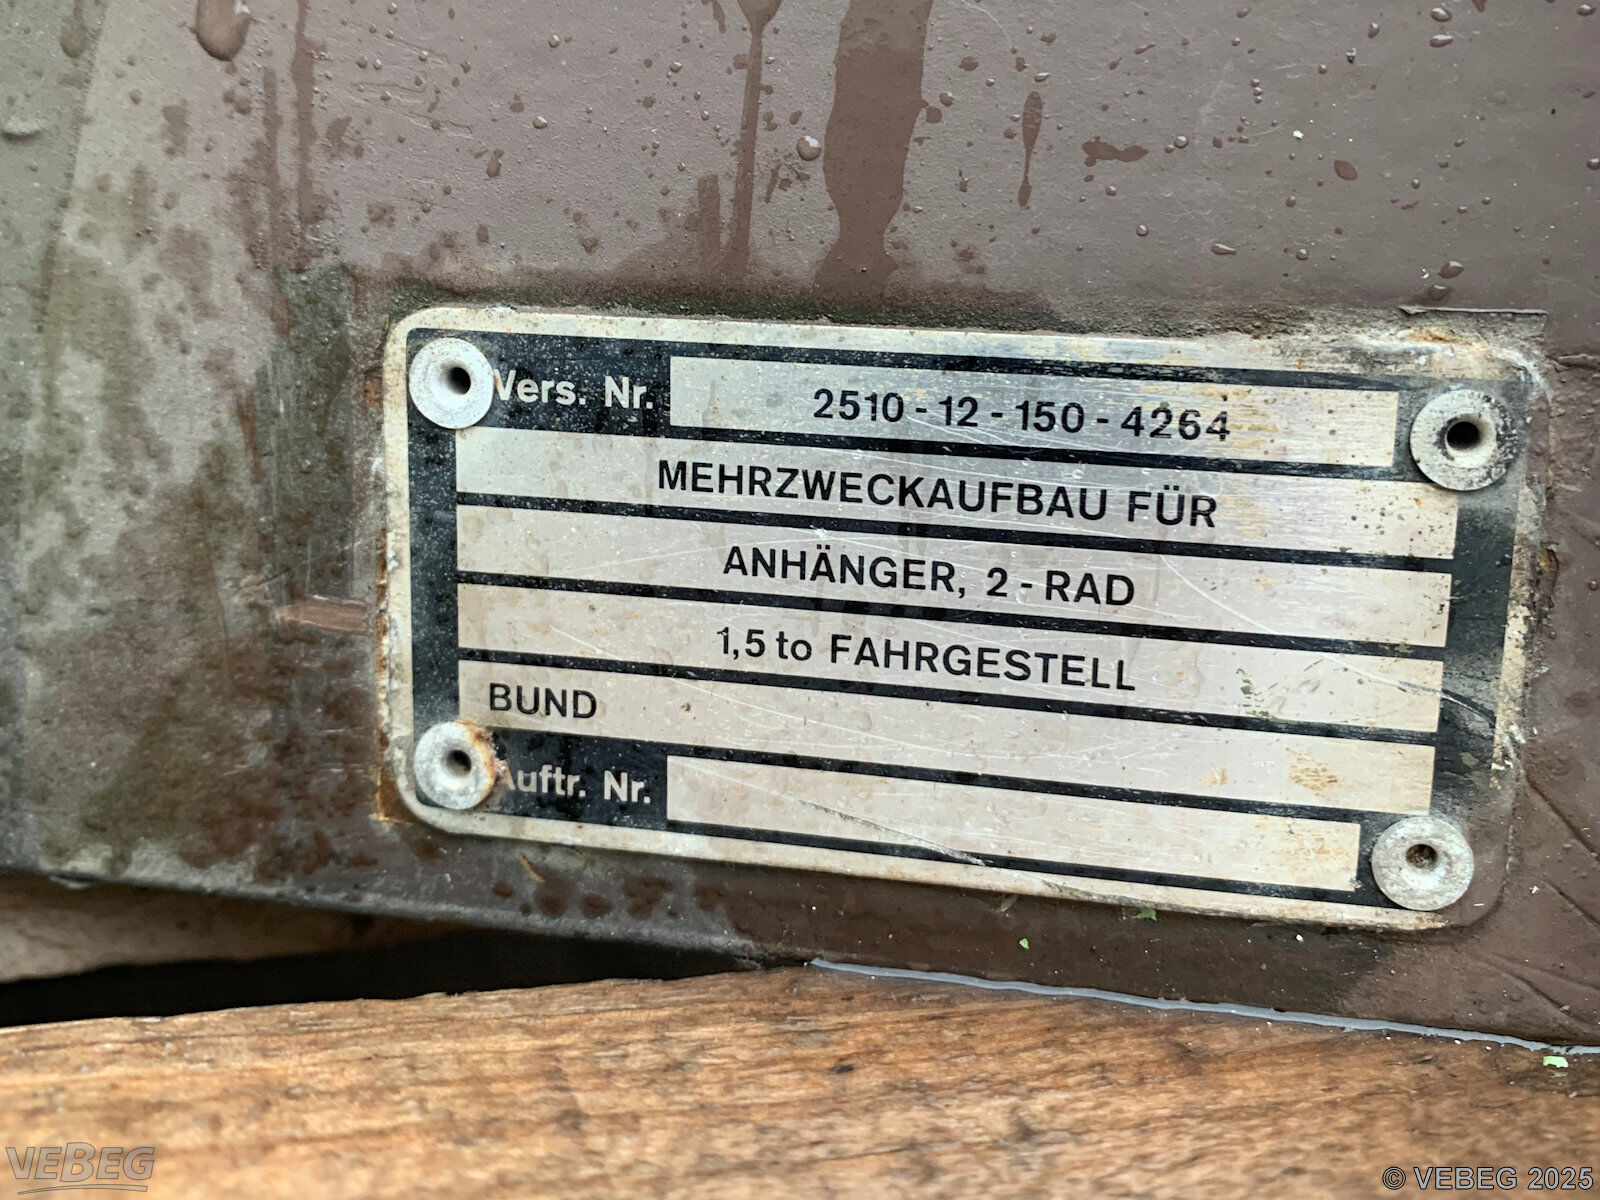 Vers. Nr. 2510-12-150-4264
MEHRZWECKAUFBAU FÜR
ANHÄNGER, 2-RAD
1,5 to FAHRGESTELL
BUND
Auftr. Nr.
VEBEG
© VEBEG 2025